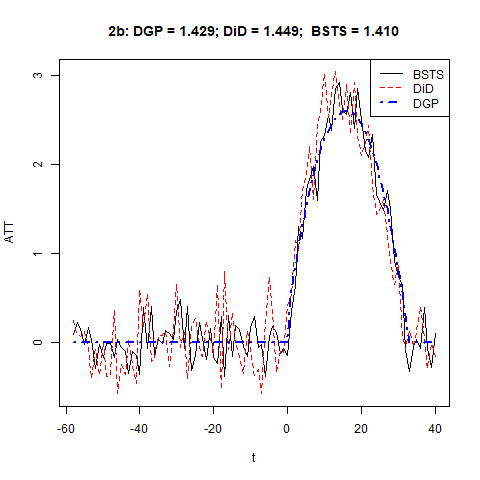 2b: DGP = 1.429; DiD = 1.449;  BSTS = 1.410
BSTS
DiD
DGP
3
2
1
0
ATT
-60 -40 -20 0 20 40
t